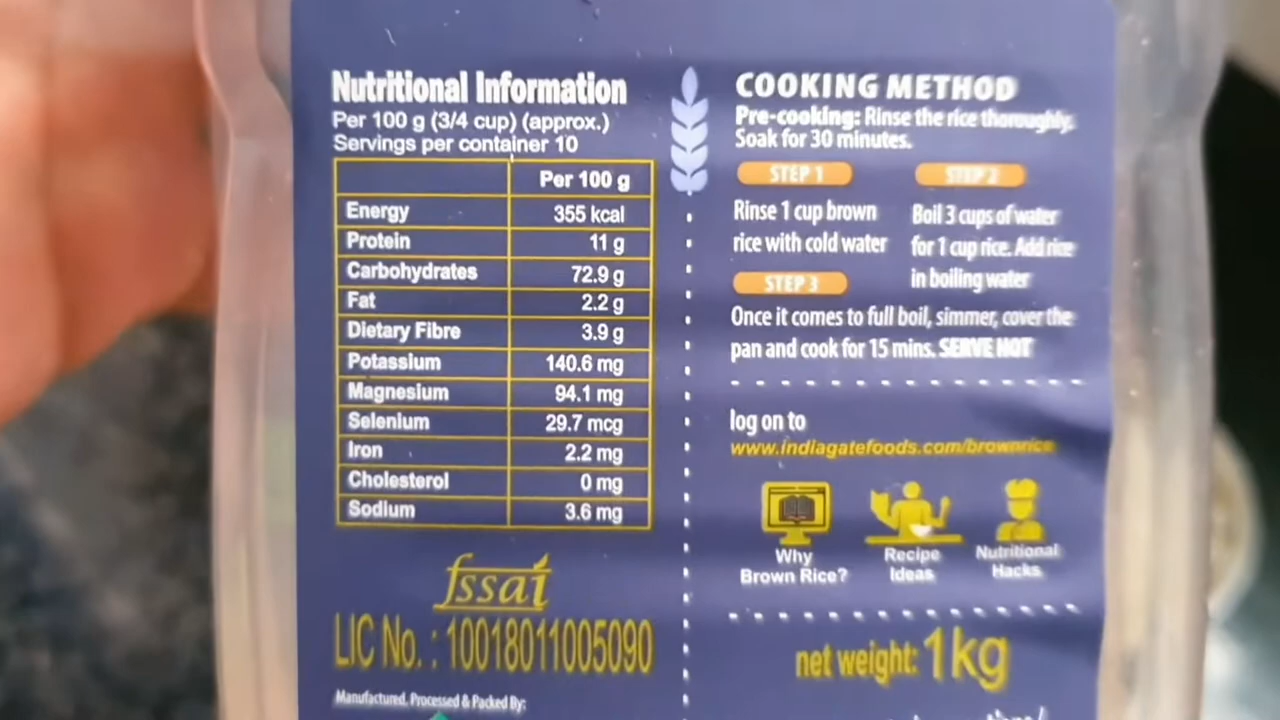 Nutritional Information
Per 100 g (3/4 cup) (approx.)
Servings per container 10
Per 100 g
Energy 355 kcal
Protein 11 g
Carbohydrates 72.9 g
Fat 2.2 g
Dietary Fibre 3.9 g
Potassium 140.6 mg
Magnesium 94.1 mg
Selenium 29.7 mcg
Iron 2.2 mg
Cholesterol 0 mg
Sodium 3.6 mg
fssai
LIC No. : 10018011005090
Manufactured, Processed & Packed By:
COOKING METHOD
Pre-cooking: Rinse the rice thoroughly.
Soak for 30 minutes.
STEP 1
Rinse 1 cup brown
rice with cold water
STEP 2
Boil 3 cups of water
for 1 cup rice. Add rice
in boiling water
STEP 3
Once it comes to full boil, simmer, cover the
pan and cook for 15 mins. SERVE HOT
log on to
www.indiagatefoods.com/brownrice
Why
Brown Rice?
Recipe
Ideas
Nutritional
Hacks
net weight: 1kg